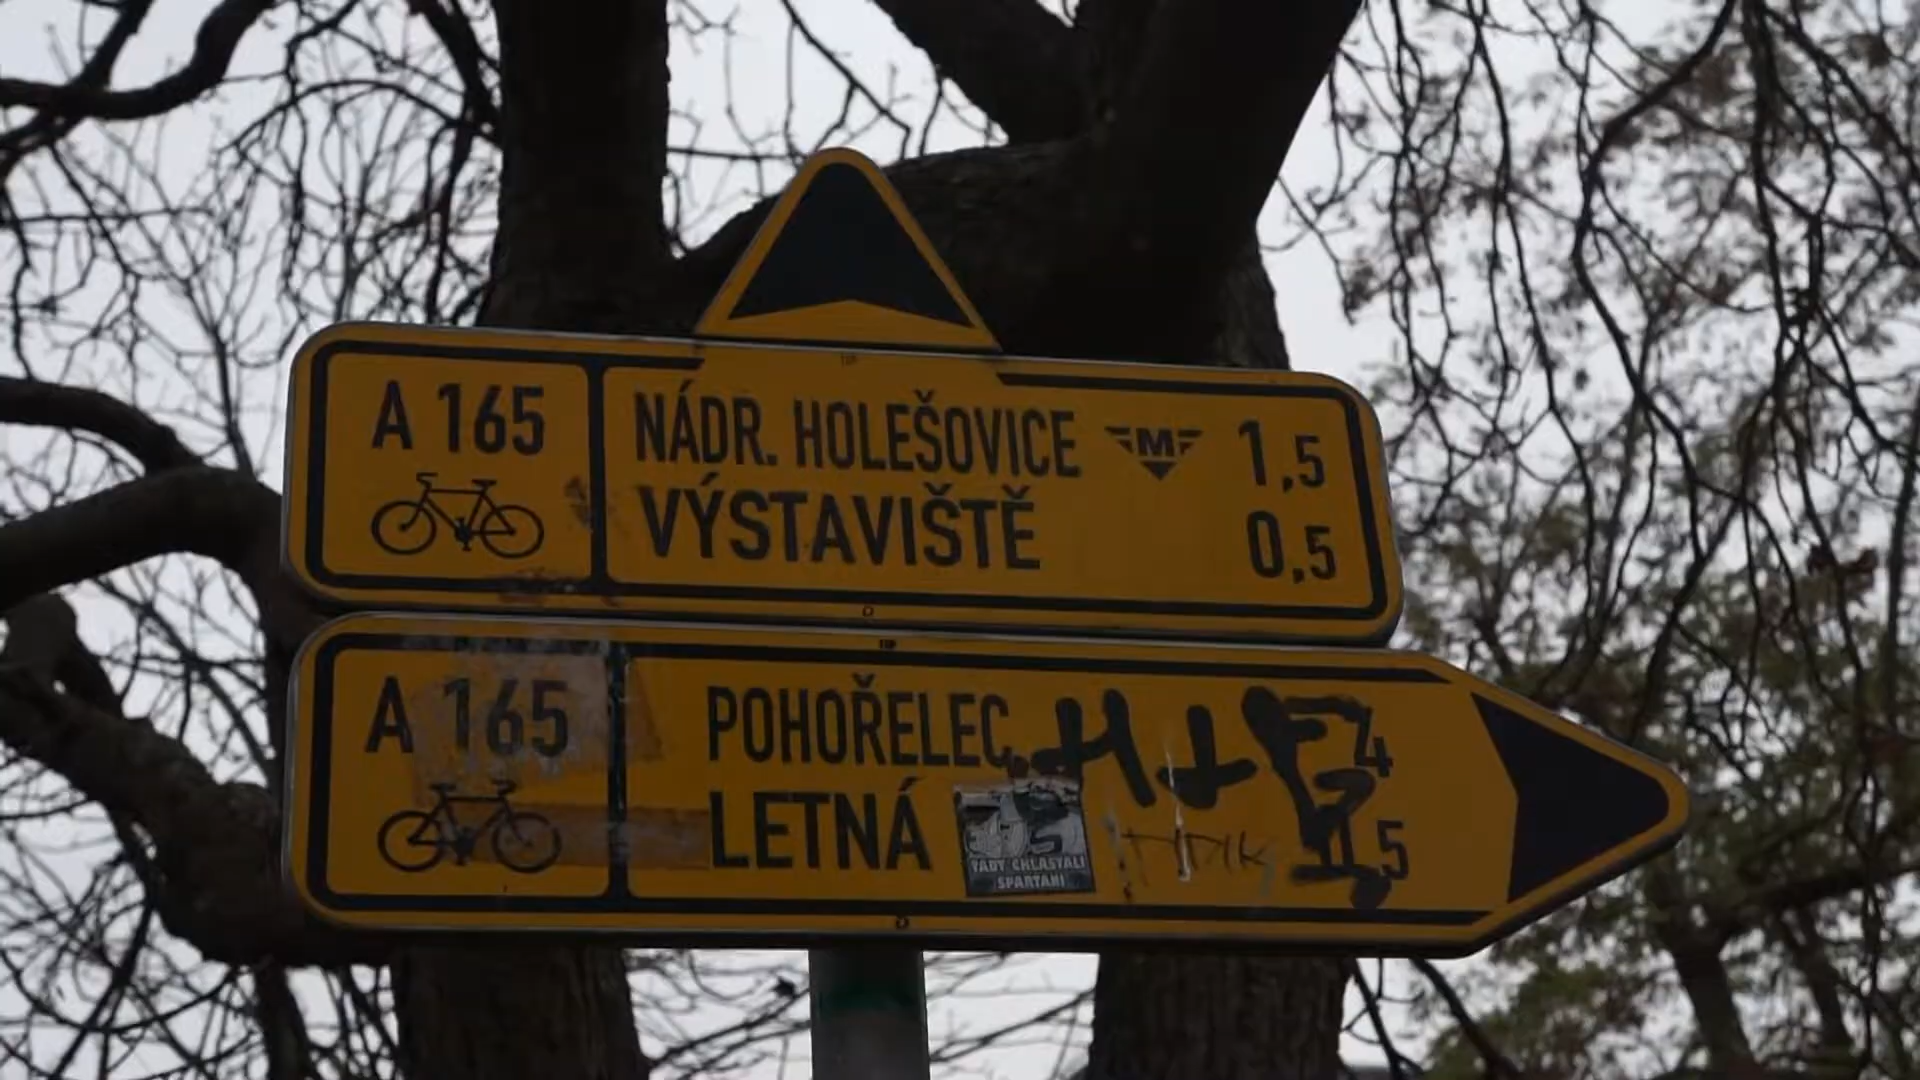 A 165
NÁDR. HOLEŠOVICE M 1,5
VÝSTAVIŠTĚ 0,5
A 165
POHOŘELEC 4
LETNÁ ,5
TADY CHLASTALI
SPARTANI